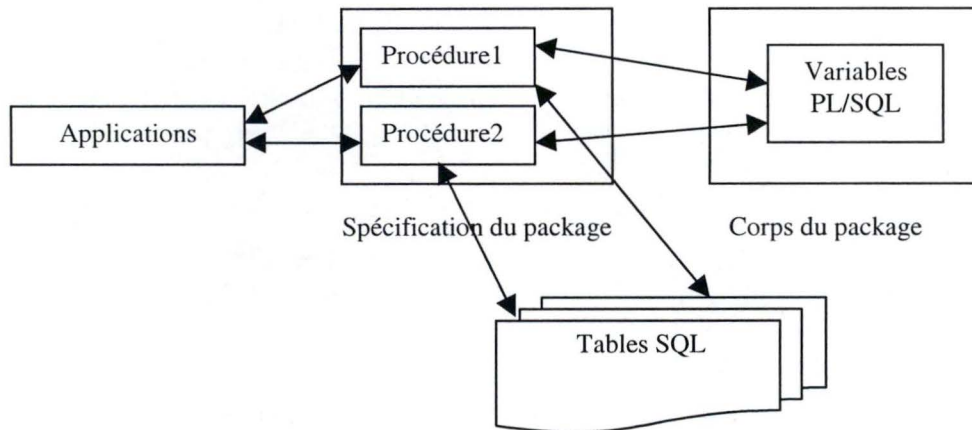 Procédure1
Variables
PL/SQL
Applications
Procédure2
Spécification du package
Corps du package
Tables SQL